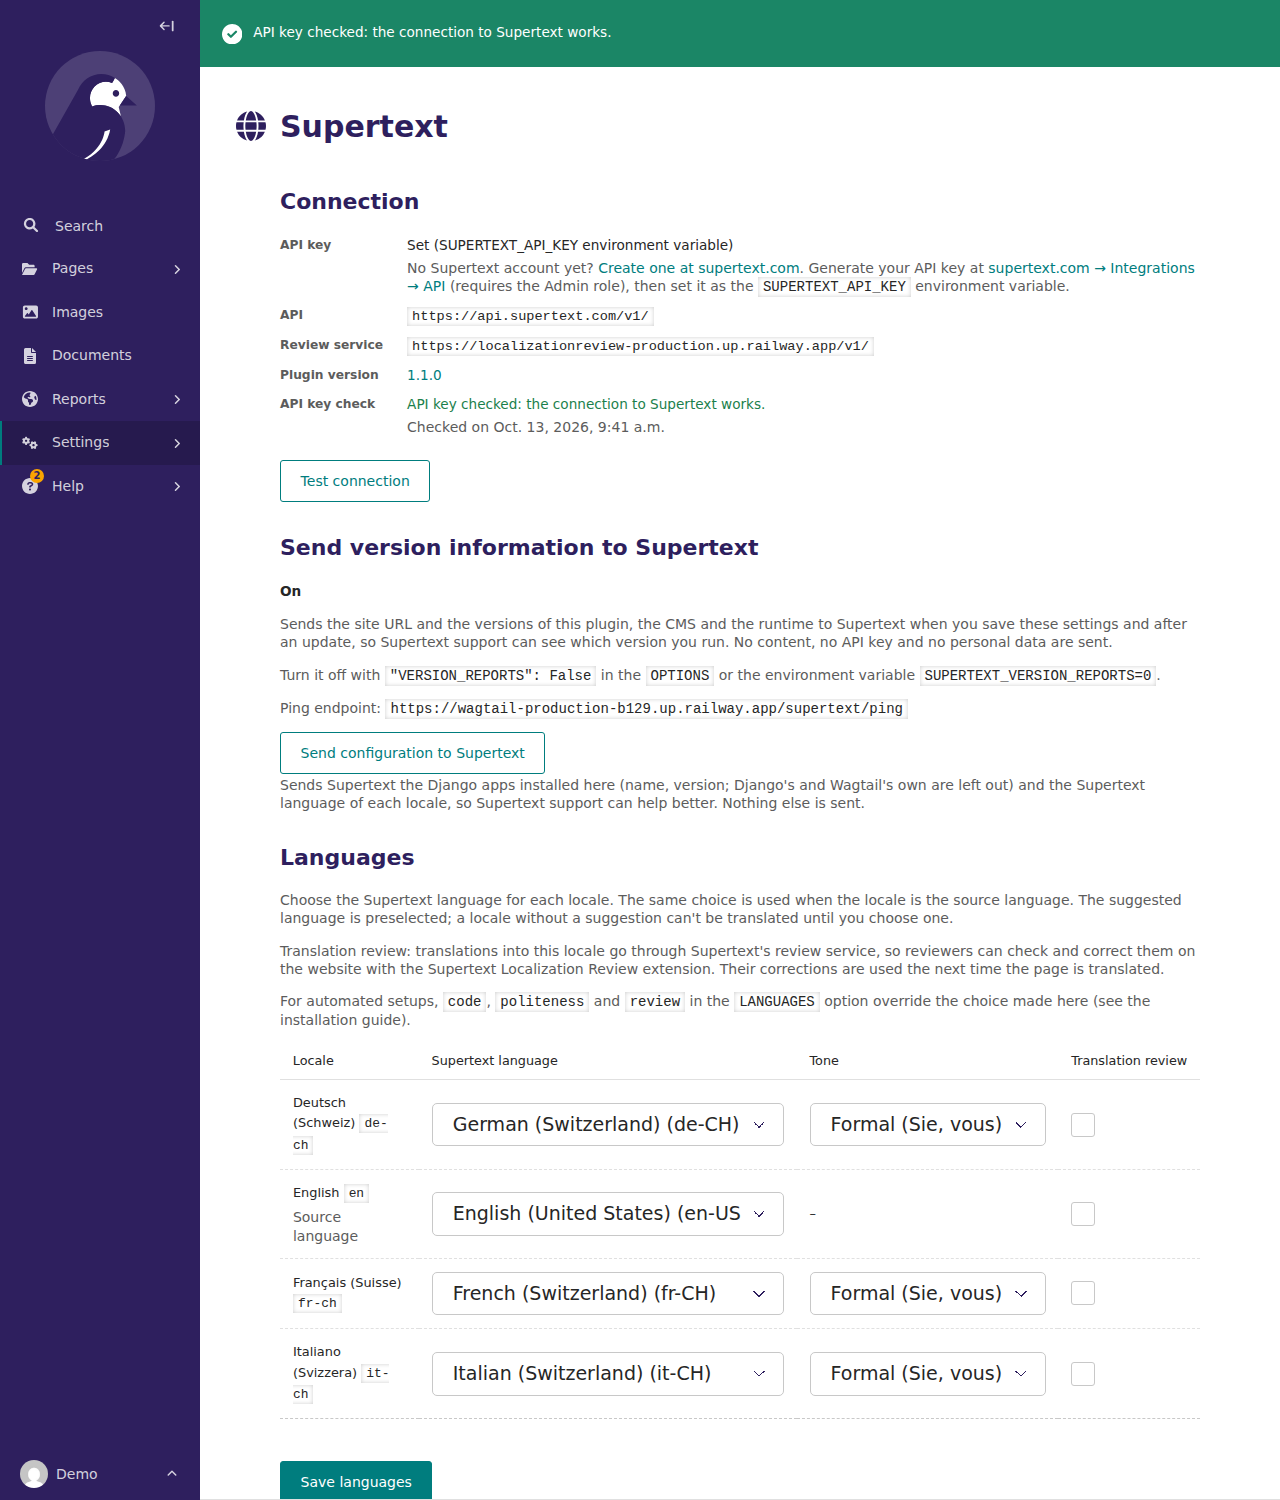 API key checked: the connection to Supertext works.
Supertext
Search
Pages
Images
Documents
Reports
Settings
2
Help
Demo
Connection
API key
Set (SUPERTEXT_API_KEY environment variable)
No Supertext account yet? Create one at supertext.com. Generate your API key at supertext.com → Integrations
→ API (requires the Admin role), then set it as the SUPERTEXT_API_KEY environment variable.
API
https://api.supertext.com/v1/
Review service
https://localizationreview-production.up.railway.app/v1/
Plugin version
1.1.0
API key check
API key checked: the connection to Supertext works.
Checked on Oct. 13, 2026, 9:41 a.m.
Test connection
Send version information to Supertext
On
Sends the site URL and the versions of this plugin, the CMS and the runtime to Supertext when you save these settings and after
an update, so Supertext support can see which version you run. No content, no API key and no personal data are sent.
Turn it off with "VERSION_REPORTS": False in the OPTIONS or the environment variable SUPERTEXT_VERSION_REPORTS=0.
Ping endpoint: https://wagtail-production-b129.up.railway.app/supertext/ping
Send configuration to Supertext
Sends Supertext the Django apps installed here (name, version; Django's and Wagtail's own are left out) and the Supertext
language of each locale, so Supertext support can help better. Nothing else is sent.
Languages
Choose the Supertext language for each locale. The same choice is used when the locale is the source language. The suggested
language is preselected; a locale without a suggestion can't be translated until you choose one.
Translation review: translations into this locale go through Supertext's review service, so reviewers can check and correct them on
the website with the Supertext Localization Review extension. Their corrections are used the next time the page is translated.
For automated setups, code, politeness and review in the LANGUAGES option override the choice made here (see the
installation guide).
Locale
Supertext language
Tone
Translation review
Deutsch
(Schweiz) de-
ch
German (Switzerland) (de-CH)
Formal (Sie, vous)
English en
Source
language
English (United States) (en-US
–
Français (Suisse)
fr-ch
French (Switzerland) (fr-CH)
Formal (Sie, vous)
Italiano
(Svizzera) it-
ch
Italian (Switzerland) (it-CH)
Formal (Sie, vous)
Save languages